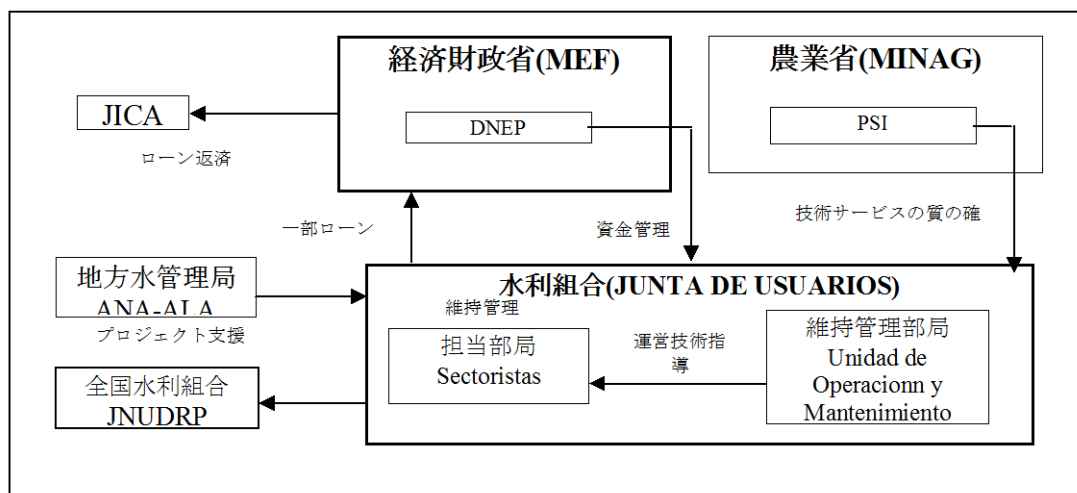 経済財政省(MEF)
農業省(MINAG)
JICA
DNEP
PSI
ローン返済
一部ローン
資金管理
技術サービスの質の確
地方水管理局
ANA-ALA
プロジェクト支援
水利組合(JUNTA DE USUARIOS)
維持管理
担当部局
Sectoristas
運営技術指
導
維持管理部局
Unidad de
Operacionn y
Mantenimiento
全国水利組合
JNUDRP